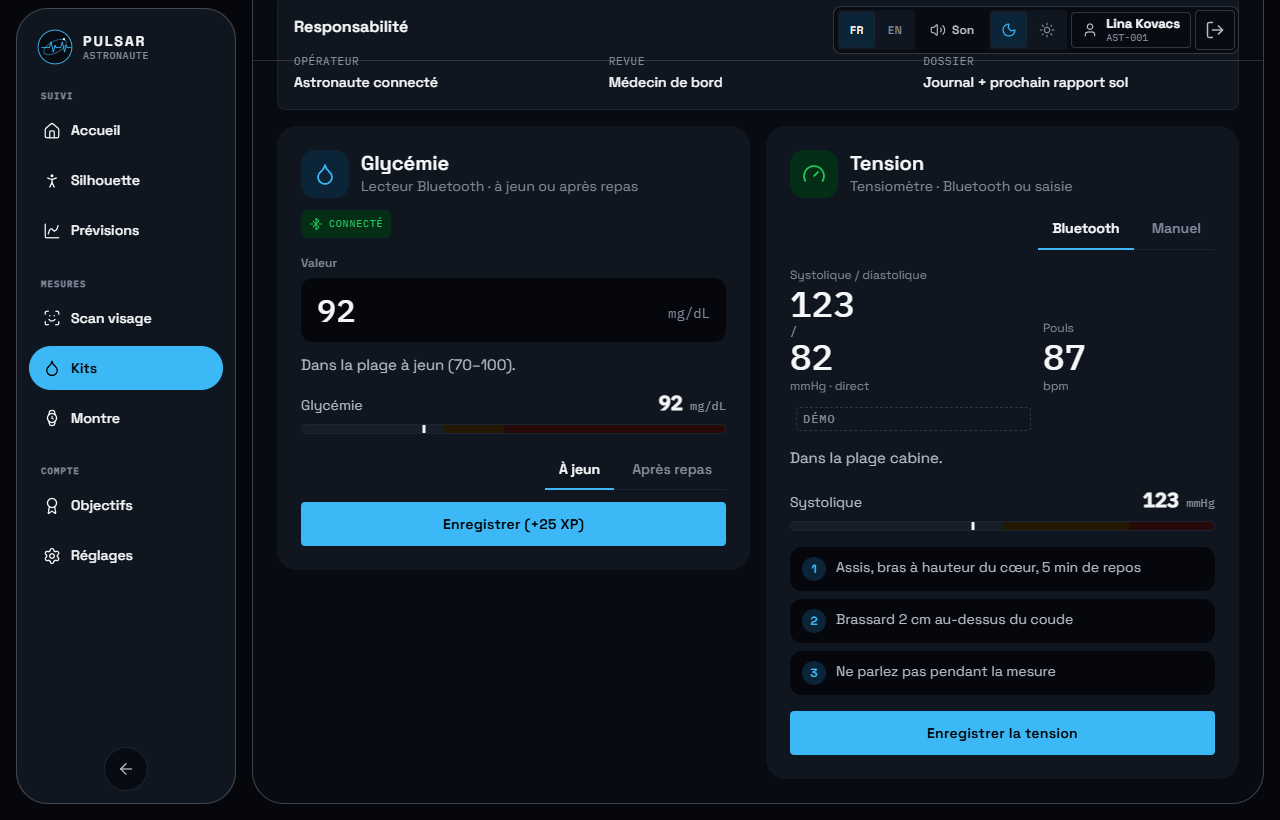 PULSAR
ASTRONAUTE
SUIVI
Accueil
Silhouette
Prévisions
MESURES
Scan visage
Kits
Montre
COMPTE
Objectifs
Réglages
FR
EN
Son
Lina Kovacs
AST-001
Responsabilité
OPÉRATEUR
Astronaute connecté
REVUE
Médecin de bord
DOSSIER
Journal + prochain rapport sol
Glycémie
Lecteur Bluetooth · à jeun ou après repas
CONNECTÉ
Valeur
92 mg/dL
Dans la plage à jeun (70–100).
Glycémie 92 mg/dL
À jeun
Après repas
Enregistrer (+25 XP)
Tension
Tensiomètre · Bluetooth ou saisie
Bluetooth
Manuel
Systolique / diastolique
123
/
82
mmHg · direct
DÉMO
Pouls
87
bpm
Dans la plage cabine.
Systolique 123 mmHg
1 Assis, bras à hauteur du cœur, 5 min de repos
2 Brassard 2 cm au-dessus du coude
3 Ne parlez pas pendant la mesure
Enregistrer la tension